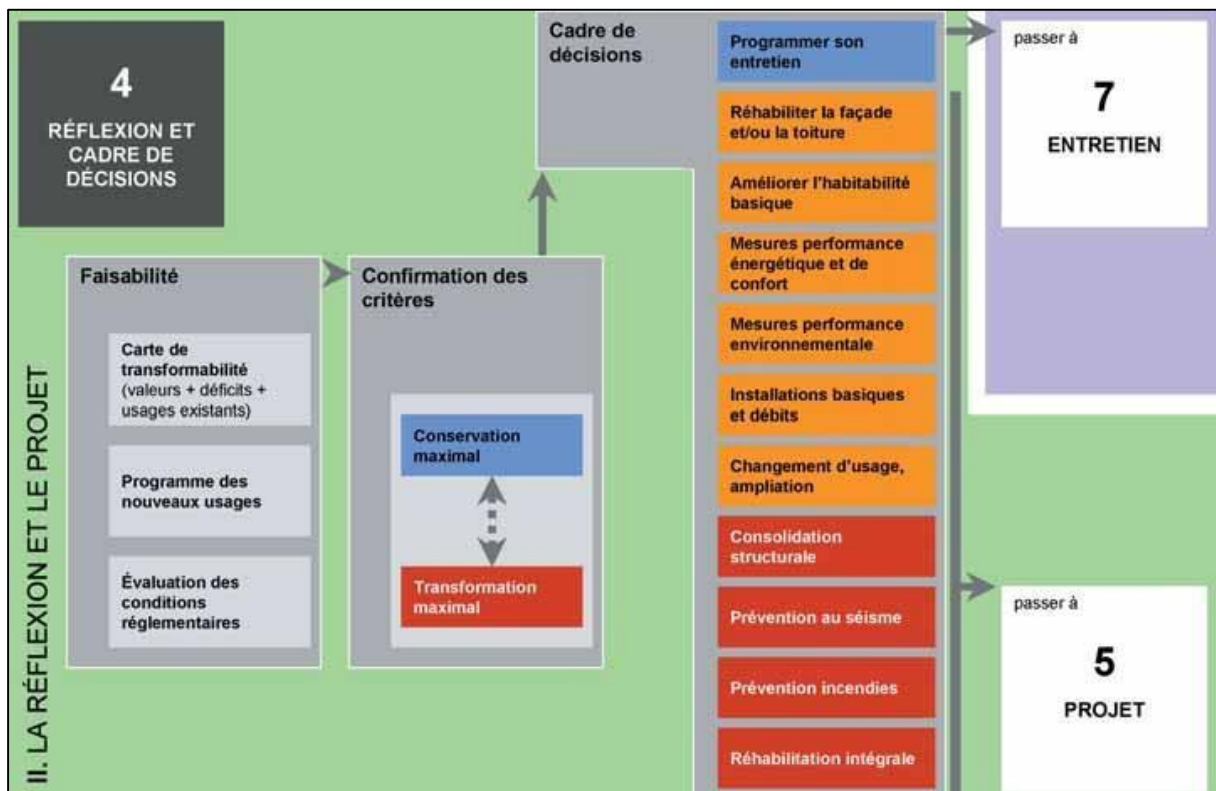 4
RÉFLEXION ET
CADRE DE
DÉCISIONS
II. LA RÉFLEXION ET LE PROJET
Faisabilité
Carte de
transformabilité
(valeurs + déficits +
usages existants)
Programme des
nouveaux usages
Évaluation des
conditions
réglementaires
Confirmation des
critères
Conservation
maximal
Transformation
maximal
Cadre de
décisions
Programmer son
entretien
Réhabiliter la façade
et/ou la toiture
Améliorer l'habitabilité
basique
Mesures performance
énergétique et de
confort
Mesures performance
environnementale
Installations basiques
et débits
Changement d'usage,
ampliation
Consolidation
structurale
Prévention au séisme
Prévention incendies
Réhabilitation intégrale
passer à
7
ENTRETIEN
passer à
5
PROJET